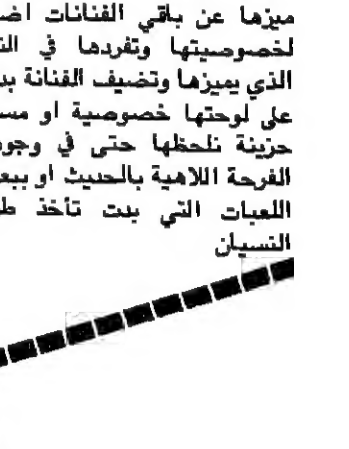 ميزها عن باقي الفنانات
لخصوصيتها وتفردها في
الذي يميزها وتضيف الفنانة
على لوحتها خصوصية او
حزينة نلحظها حتى في
الفرحة اللاهية بالحديث او
اللعبات التي بدت تأخذ
النسيان